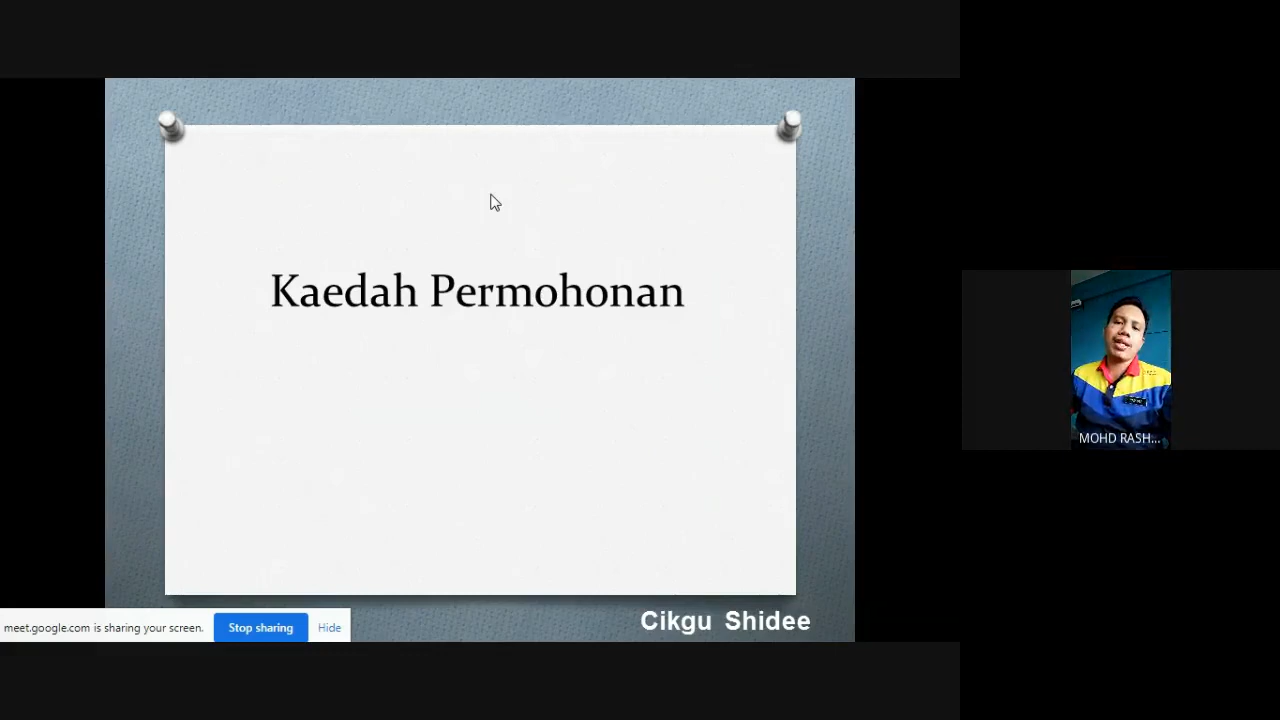 Kaedah Permohonan
Cikgu Shidee
meet.google.com is sharing your screen.
Stop sharing
Hide
MOHD RASH...